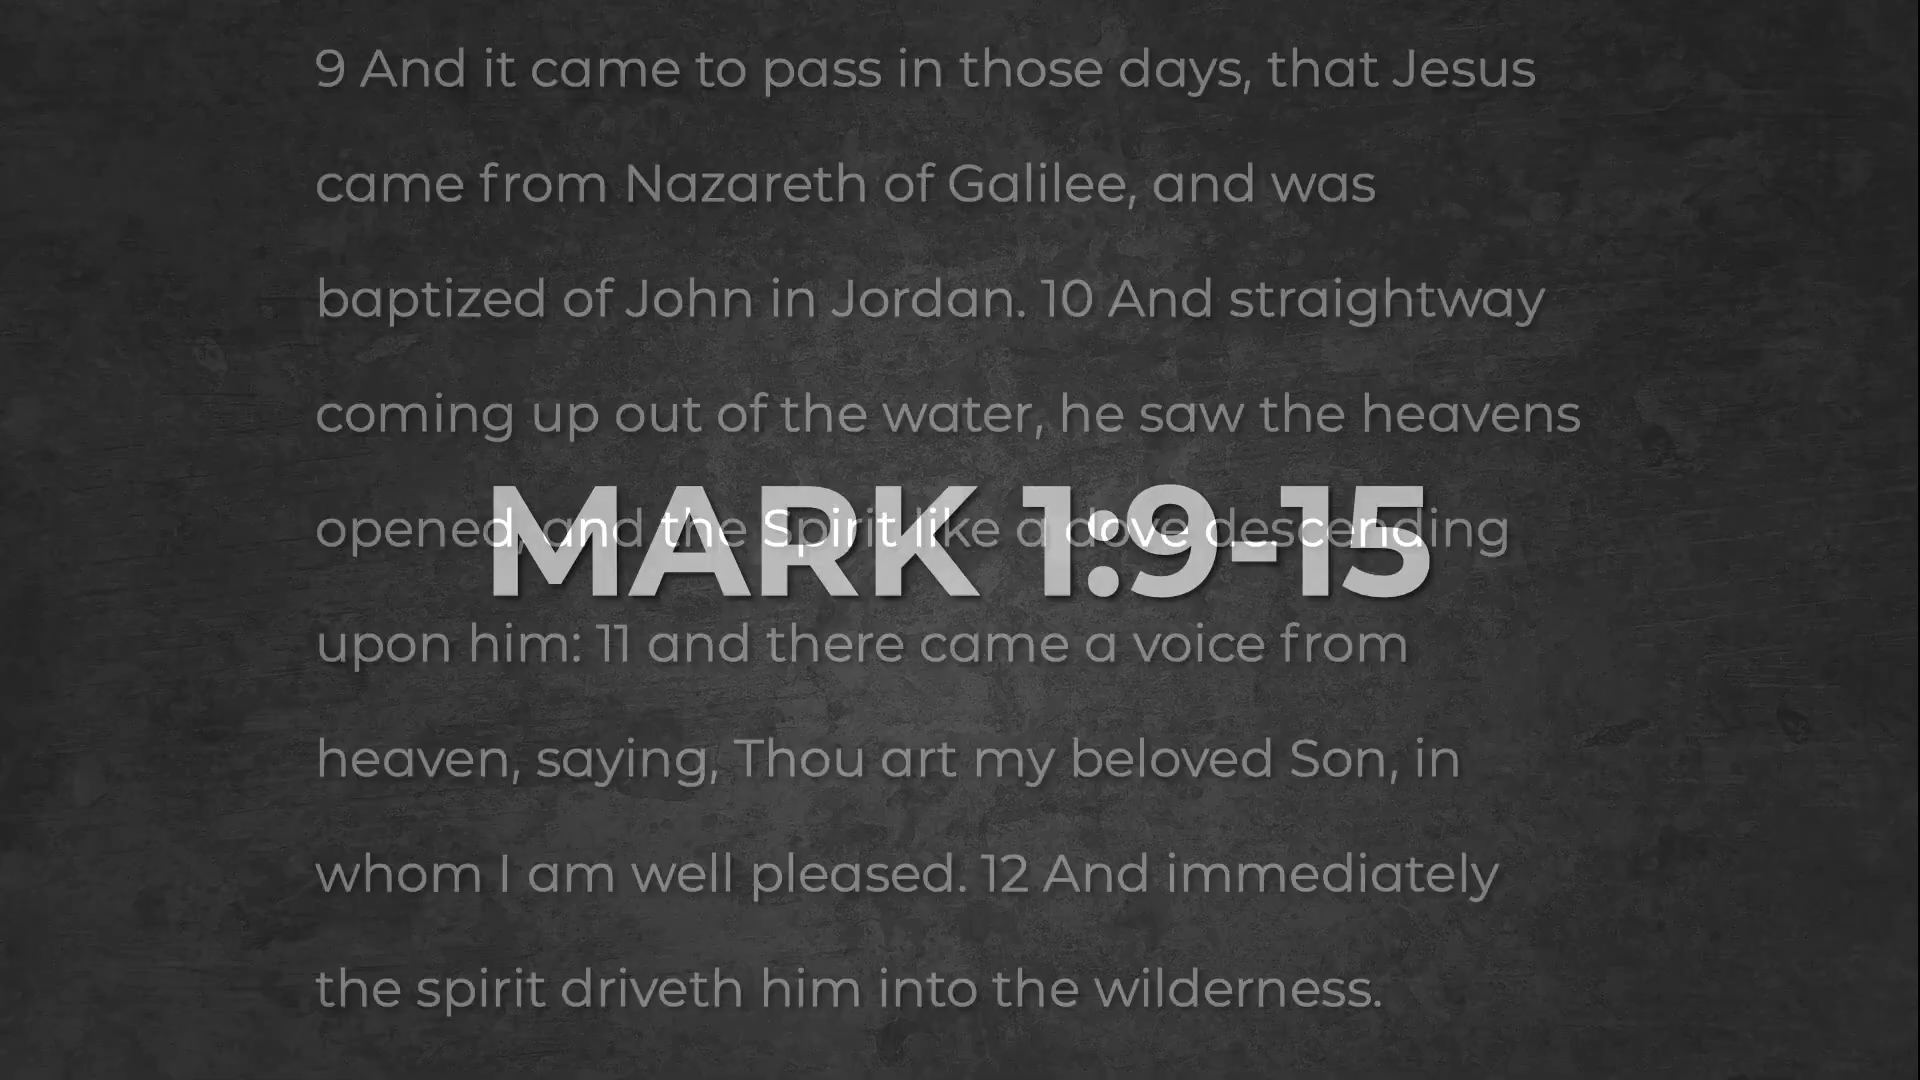 9 And it came to pass in those days, that Jesus
came from Nazareth of Galilee, and was
baptized of John in Jordan. 10 And straightway
coming up out of the water, he saw the heavens
opened, and the Spirit like a dove descending
MARK 1:9-15
upon him: 11 and there came a voice from
heaven, saying, Thou art my beloved Son, in
whom I am well pleased. 12 And immediately
the spirit driveth him into the wilderness.